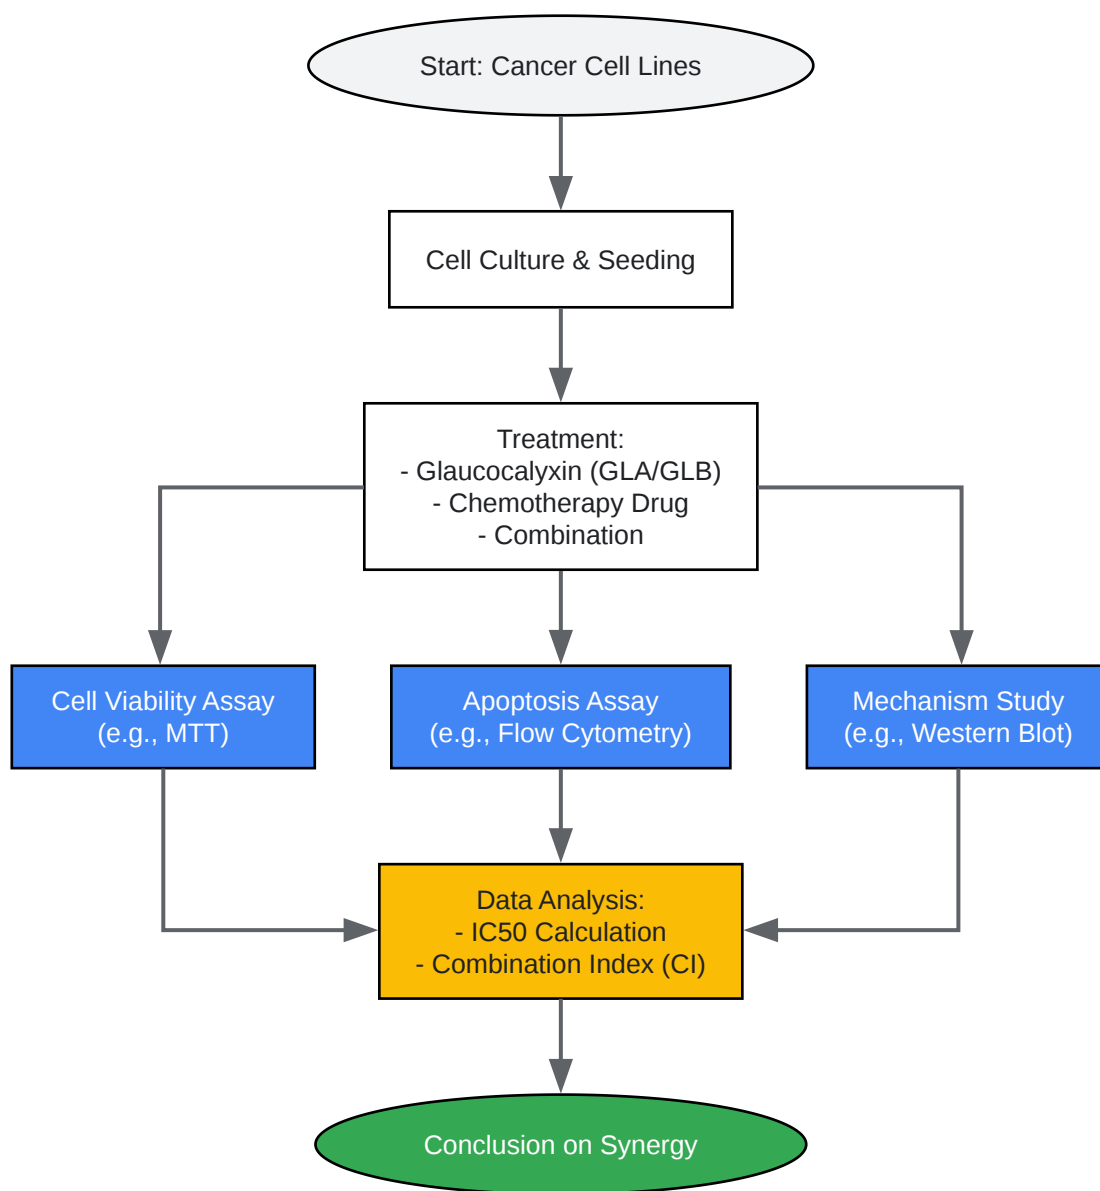 Start: Cancer Cell Lines
Cell Culture & Seeding
Treatment:
- Glaucocalyxin (GLA/GLB)
- Chemotherapy Drug
- Combination
Cell Viability Assay
(e.g., MTT)
Apoptosis Assay
(e.g., Flow Cytometry)
Mechanism Study
(e.g., Western Blot)
Data Analysis:
- IC50 Calculation
- Combination Index (CI)
Conclusion on Synergy